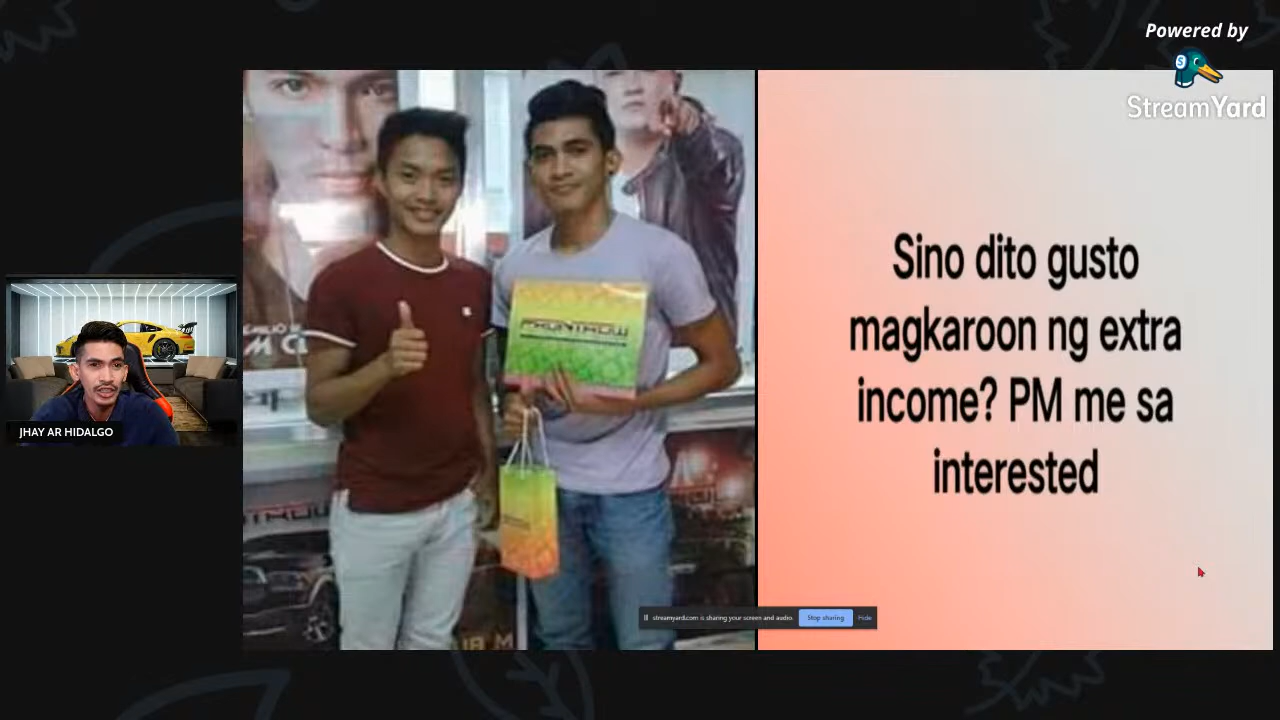 Powered by
StreamYard
Sino dito gusto
magkaroon ng extra
income? PM me sa
interested
FRONTROW
JHAY AR HIDALGO
streamyard.com is sharing your screen and audio.
Stop sharing
Hide